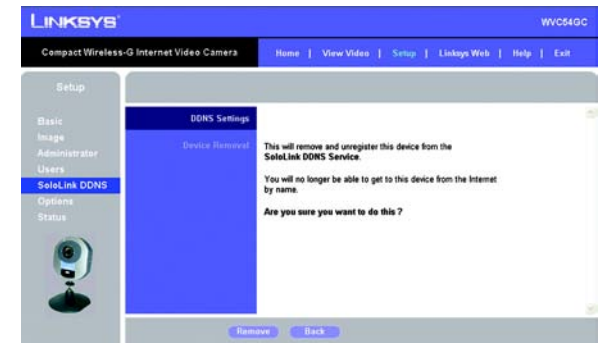 LINKSYS®
WVC54GC
Compact Wireless-G Internet Video Camera
Home | View Video | Setup | Linksys Web | Help | Exit
Setup
Basic
Image
Administrator
Users
SoloLink DDNS
Options
Status
DDNS Settings
Device Removal
This will remove and unregister this device from the
SoloLink DDNS Service.
You will no longer be able to get to this device from the Internet
by name.
Are you sure you want to do this ?
Remove
Back